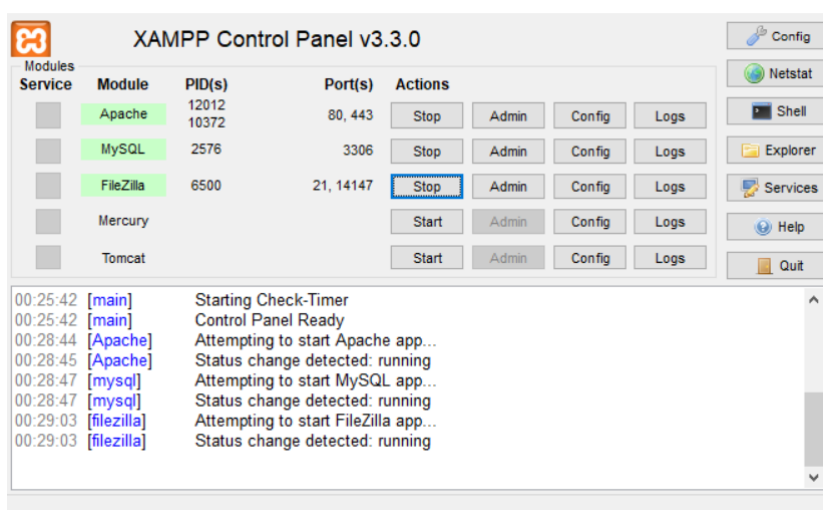 XAMPP Control Panel v3.3.0
Config
Modules
Netstat
Service Module PID(s) Port(s) Actions
Apache 12012 10372 80, 443 Stop Admin Config Logs
Shell
MySQL 2576 3306 Stop Admin Config Logs
Explorer
FileZilla 6500 21, 14147 Stop Admin Config Logs
Services
Mercury Start Admin Config Logs
Help
Tomcat Start Admin Config Logs
Quit
00:25:42 [main] Starting Check-Timer
00:25:42 [main] Control Panel Ready
00:28:44 [Apache] Attempting to start Apache app...
00:28:45 [Apache] Status change detected: running
00:28:47 [mysql] Attempting to start MySQL app...
00:28:47 [mysql] Status change detected: running
00:29:03 [filezilla] Attempting to start FileZilla app...
00:29:03 [filezilla] Status change detected: running